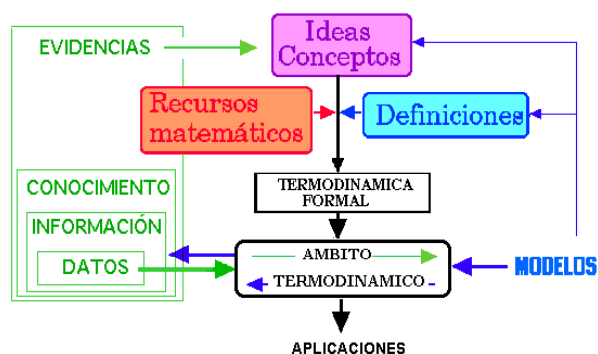 EVIDENCIAS
Ideas
Conceptos
Recursos
matemáticos
Definiciones
CONOCIMIENTO
TERMODINAMICA
FORMAL
INFORMACIÓN
DATOS
AMBITO
TERMODINAMICO
MODELOS
APLICACIONES